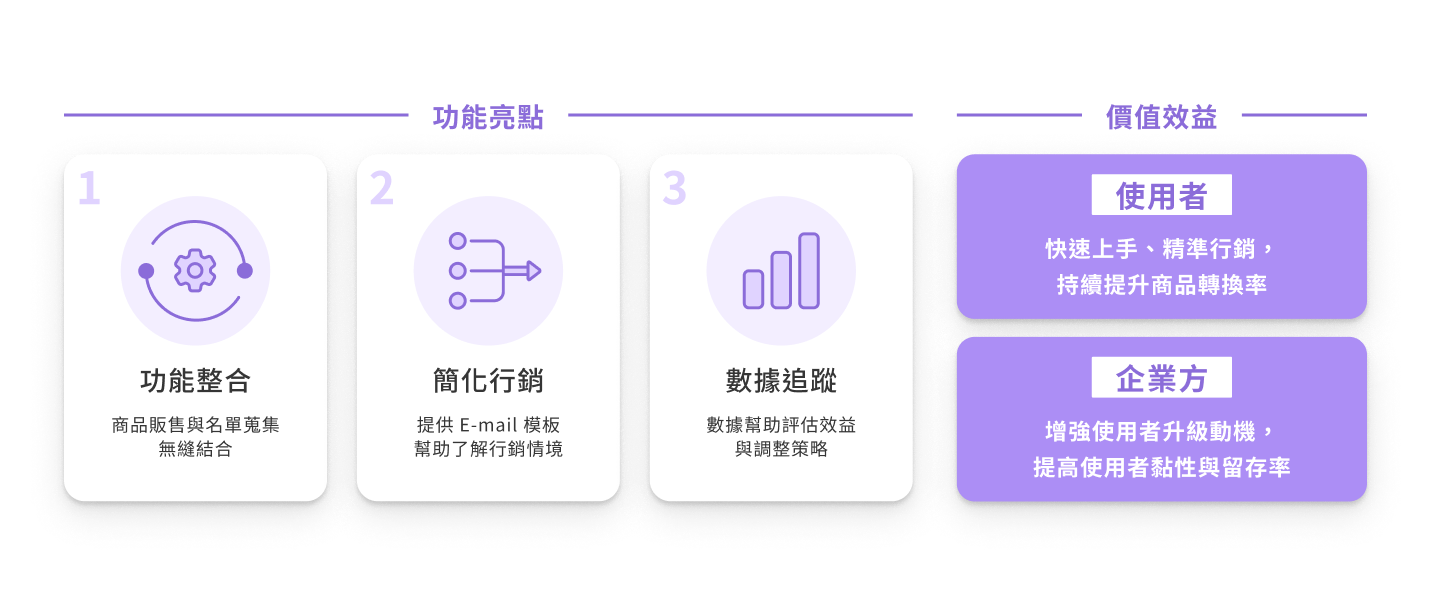 功能亮點
1
功能整合
商品販售與名單蒐集
無縫結合
2
簡化行銷
提供 E-mail 模板
幫助了解行銷情境
3
數據追蹤
數據幫助評估效益
與調整策略
價值效益
使用者
快速上手、精準行銷，
持續提升商品轉換率
企業方
增強使用者升級動機，
提高使用者黏性與留存率